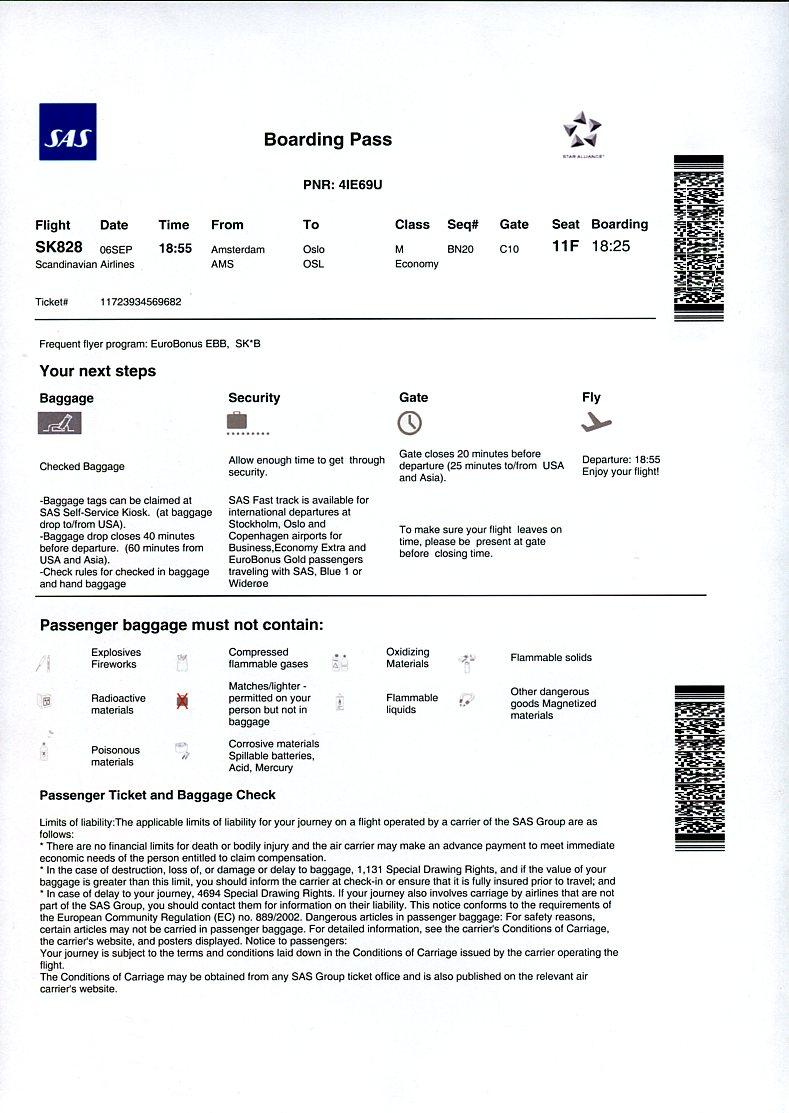 SAS
Boarding Pass
STAR ALLIANCE
PNR: 4IE69U
Flight Date Time From To Class Seq# Gate Seat Boarding
SK828 06SEP 18:55 Amsterdam Oslo M BN20 C10 11F 18:25
Scandinavian Airlines AMS OSL Economy
Ticket# 11723934569682
Frequent flyer program: EuroBonus EBB, SK*B
Your next steps
Baggage
Checked Baggage
-Baggage tags can be claimed at
SAS Self-Service Kiosk. (at baggage
drop to/from USA).
-Baggage drop closes 40 minutes
before departure. (60 minutes from
USA and Asia).
-Check rules for checked in baggage
and hand baggage
Security
Allow enough time to get through
security.
SAS Fast track is available for
international departures at
Stockholm, Oslo and
Copenhagen airports for
Business,Economy Extra and
EuroBonus Gold passengers
traveling with SAS, Blue 1 or
Widerøe
Gate
Gate closes 20 minutes before
departure (25 minutes to/from USA
and Asia).
To make sure your flight leaves on
time, please be present at gate
before closing time.
Fly
Departure: 18:55
Enjoy your flight!
Passenger baggage must not contain:
Explosives
Fireworks
Compressed
flammable gases
Oxidizing
Materials
Flammable solids
Radioactive
materials
Matches/lighter -
permitted on your
person but not in
baggage
Flammable
liquids
Other dangerous
goods Magnetized
materials
Poisonous
materials
Corrosive materials
Spillable batteries,
Acid, Mercury
Passenger Ticket and Baggage Check
Limits of liability:The applicable limits of liability for your journey on a flight operated by a carrier of the SAS Group are as
follows:
* There are no financial limits for death or bodily injury and the air carrier may make an advance payment to meet immediate
economic needs of the person entitled to claim compensation.
* In the case of destruction, loss of, or damage or delay to baggage, 1,131 Special Drawing Rights, and if the value of your
baggage is greater than this limit, you should inform the carrier at check-in or ensure that it is fully insured prior to travel; and
* In case of delay to your journey, 4694 Special Drawing Rights. If your journey also involves carriage by airlines that are not
part of the SAS Group, you should contact them for information on their liability. This notice conforms to the requirements of
the European Community Regulation (EC) no. 889/2002. Dangerous articles in passenger baggage: For safety reasons,
certain articles may not be carried in passenger baggage. For detailed information, see the carrier's Conditions of Carriage,
the carrier's website, and posters displayed. Notice to passengers:
Your journey is subject to the terms and conditions laid down in the Conditions of Carriage issued by the carrier operating the
flight.
The Conditions of Carriage may be obtained from any SAS Group ticket office and is also published on the relevant air
carrier's website.